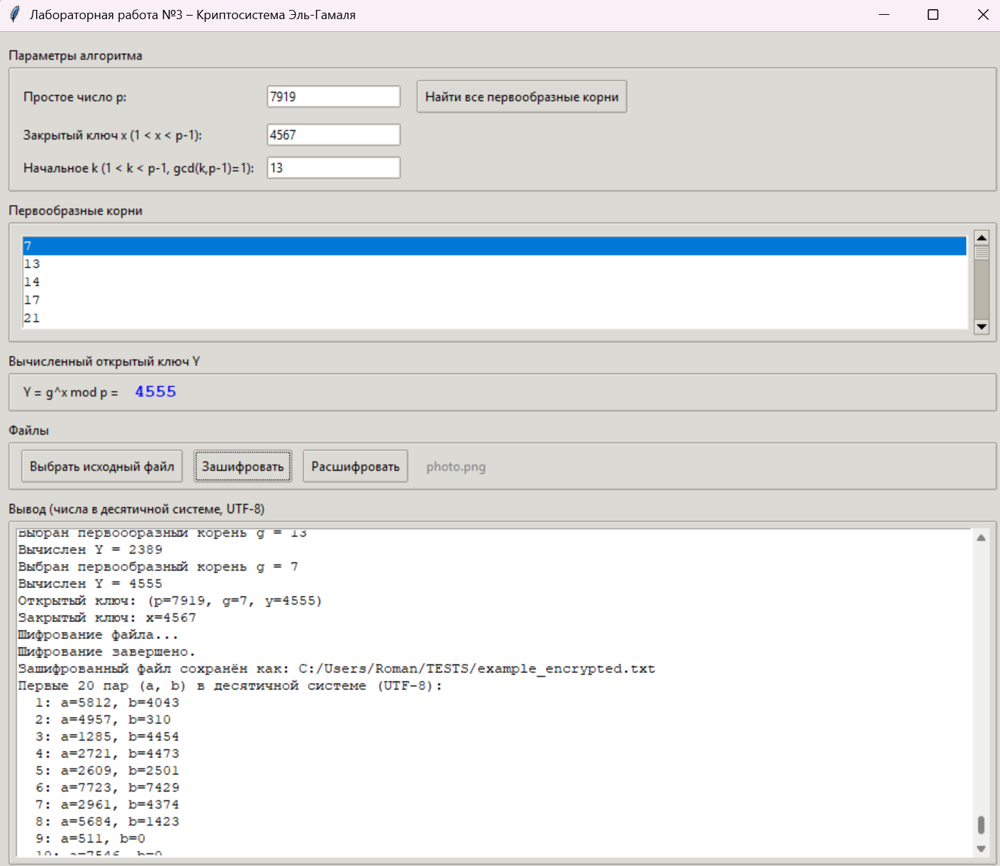 Лабораторная работа №3 – Криптосистема Эль-Гамаля
Параметры алгоритма
Простое число p: 7919 Найти все первообразные корни
Закрытый ключ x (1 < x < p-1): 4567
Начальное k (1 < k < p-1, gcd(k,p-1)=1): 13
Первообразные корни
7
13
14
17
21
Вычисленный открытый ключ Y
Y = g^x mod p = 4555
Файлы
Выбрать исходный файл Зашифровать Расшифровать photo.png
Вывод (числа в десятичной системе, UTF-8)
Выбран первообразный корень g = 13
Вычислен Y = 2389
Выбран первообразный корень g = 7
Вычислен Y = 4555
Открытый ключ: (p=7919, g=7, y=4555)
Закрытый ключ: x=4567
Шифрование файла...
Шифрование завершено.
Зашифрованный файл сохранён как: C:/Users/Roman/TESTS/example_encrypted.txt
Первые 20 пар (a, b) в десятичной системе (UTF-8):
1: a=5812, b=4043
2: a=4957, b=310
3: a=1285, b=4454
4: a=2721, b=4473
5: a=2609, b=2501
6: a=7723, b=7429
7: a=2961, b=4374
8: a=5684, b=1423
9: a=511, b=0
10: a=7546, b=0